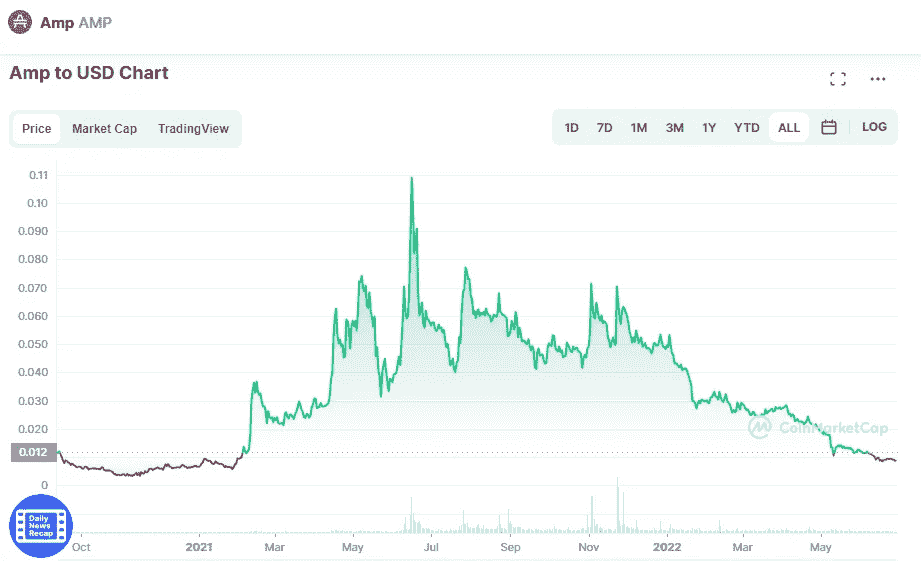 Amp AMP
Amp to USD Chart
Price Market Cap TradingView
1D 7D 1M 3M 1Y YTD ALL LOG
0.11
0.10
0.090
0.080
0.070
0.060
0.050
0.040
0.030
0.020
0.012
0
CoinMarketCap
Daily
News
Recap
Oct 2021 Mar May Jul Sep Nov 2022 Mar May